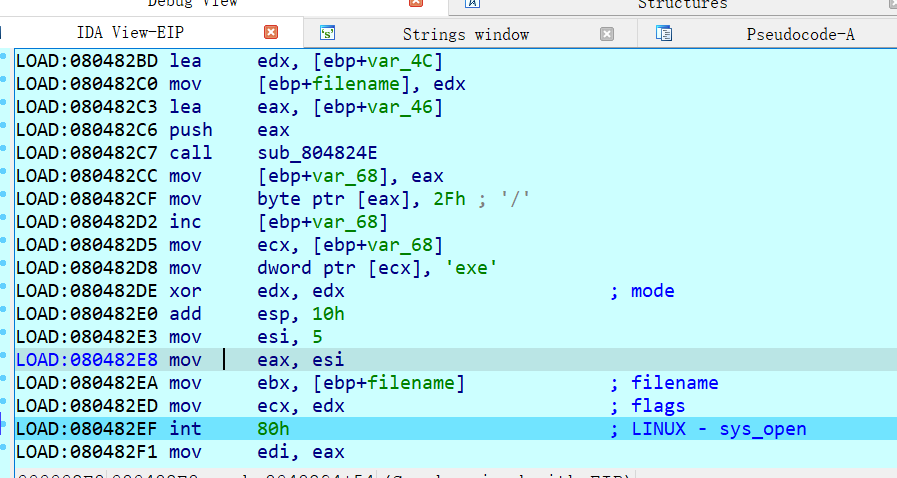 Debug View
Structures
IDA View-EIP
Strings window
Pseudocode-A
LOAD:080482BD lea edx, [ebp+var_4C]
LOAD:080482C0 mov [ebp+filename], edx
LOAD:080482C3 lea eax, [ebp+var_46]
LOAD:080482C6 push eax
LOAD:080482C7 call sub_804824E
LOAD:080482CC mov [ebp+var_68], eax
LOAD:080482CF mov byte ptr [eax], 2Fh ; '/'
LOAD:080482D2 inc [ebp+var_68]
LOAD:080482D5 mov ecx, [ebp+var_68]
LOAD:080482D8 mov dword ptr [ecx], 'exe'
LOAD:080482DE xor edx, edx ; mode
LOAD:080482E0 add esp, 10h
LOAD:080482E3 mov esi, 5
LOAD:080482E8 mov eax, esi
LOAD:080482EA mov ebx, [ebp+filename] ; filename
LOAD:080482ED mov ecx, edx ; flags
LOAD:080482EF int 80h ; LINUX - sys_open
LOAD:080482F1 mov edi, eax